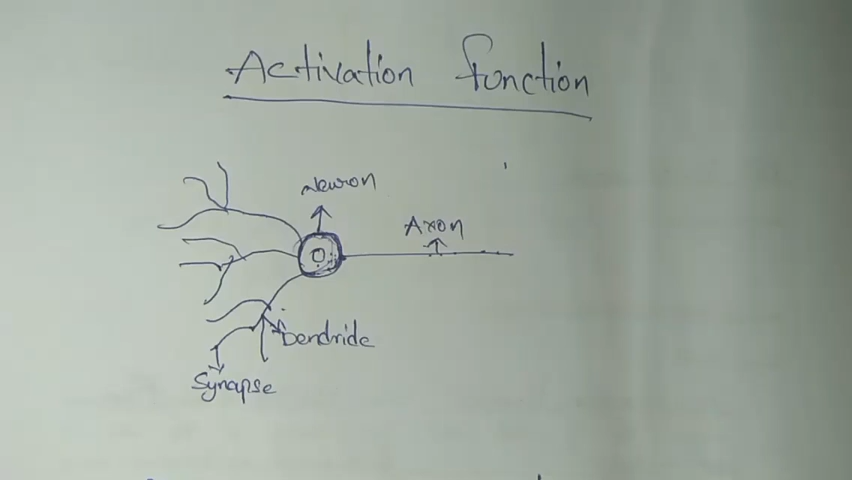 Activation function
Neuron
Axon
Dendride
Synapse